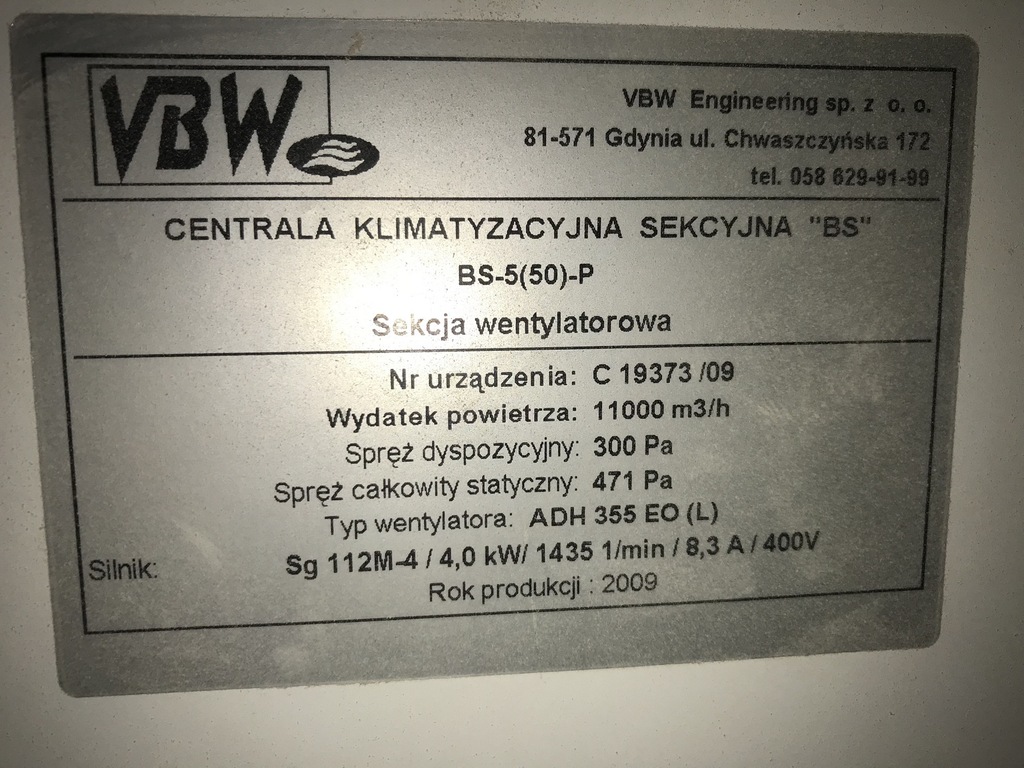 VBW
VBW Engineering sp. z o. o.
81-571 Gdynia ul. Chwaszczyńska 172
tel. 058 629-91-99
CENTRALA KLIMATYZACYJNA SEKCYJNA "BS"
BS-5(50)-P
Sekcja wentylatorowa
Nr urządzenia: C 19373 /09
Wydatek powietrza: 11000 m3/h
Spręż dyspozycyjny: 300 Pa
Spręż całkowity statyczny: 471 Pa
Typ wentylatora: ADH 355 EO (L)
Silnik: Sg 112M-4 / 4,0 kW/ 1435 1/min / 8,3 A / 400V
Rok produkcji : 2009